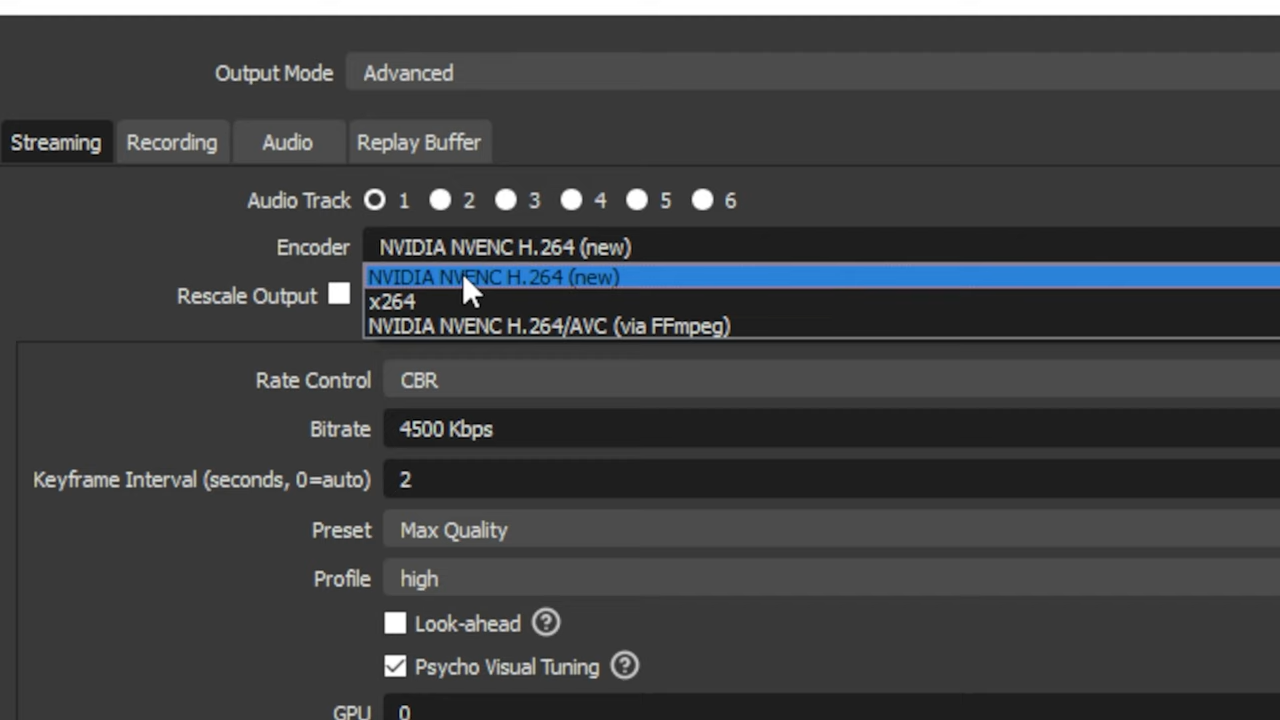 Output Mode Advanced
Streaming Recording Audio Replay Buffer
Audio Track 1 2 3 4 5 6
Encoder NVIDIA NVENC H.264 (new)
NVIDIA NVENC H.264 (new)
Rescale Output x264
NVIDIA NVENC H.264/AVC (via FFmpeg)
Rate Control CBR
Bitrate 4500 Kbps
Keyframe Interval (seconds, 0=auto) 2
Preset Max Quality
Profile high
Look-ahead ?
Psycho Visual Tuning ?
GPU 0